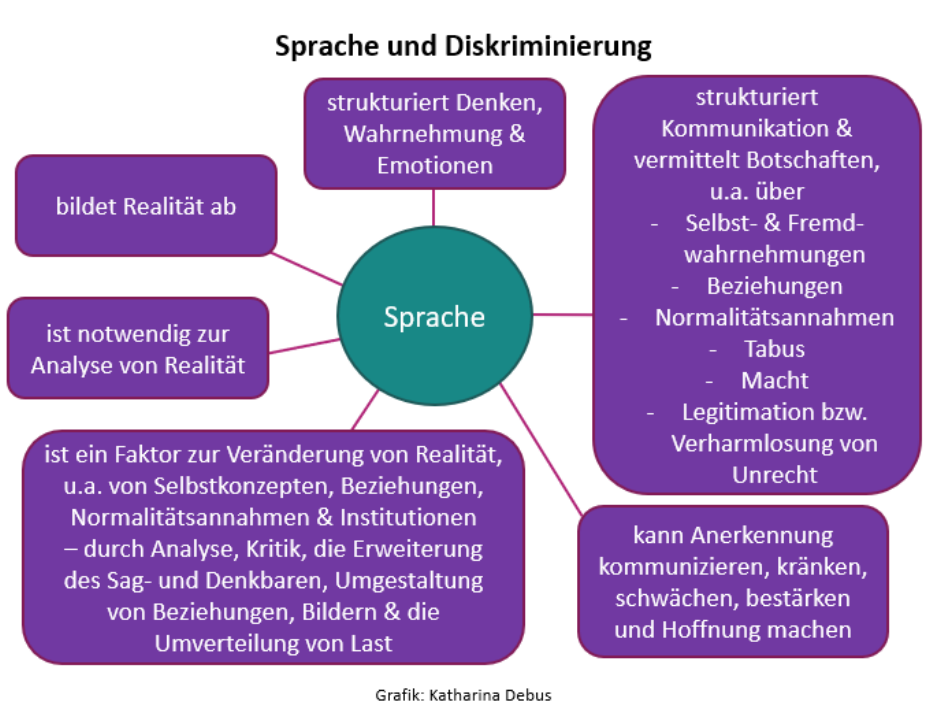 Sprache und Diskriminierung
strukturiert Denken,
Wahrnehmung &
Emotionen
strukturiert
Kommunikation &
vermittelt Botschaften,
u.a. über
- Selbst- & Fremd-
wahrnehmungen
- Beziehungen
- Normalitätsannahmen
- Tabus
- Macht
- Legitimation bzw.
Verharmlosung von
Unrecht
bildet Realität ab
Sprache
ist notwendig zur
Analyse von Realität
ist ein Faktor zur Veränderung von Realität,
u.a. von Selbstkonzepten, Beziehungen,
Normalitätsannahmen & Institutionen
– durch Analyse, Kritik, die Erweiterung
des Sag- und Denkbaren, Umgestaltung
von Beziehungen, Bildern & die
Umverteilung von Last
kann Anerkennung
kommunizieren, kränken,
schwächen, bestärken
und Hoffnung machen
Grafik: Katharina Debus